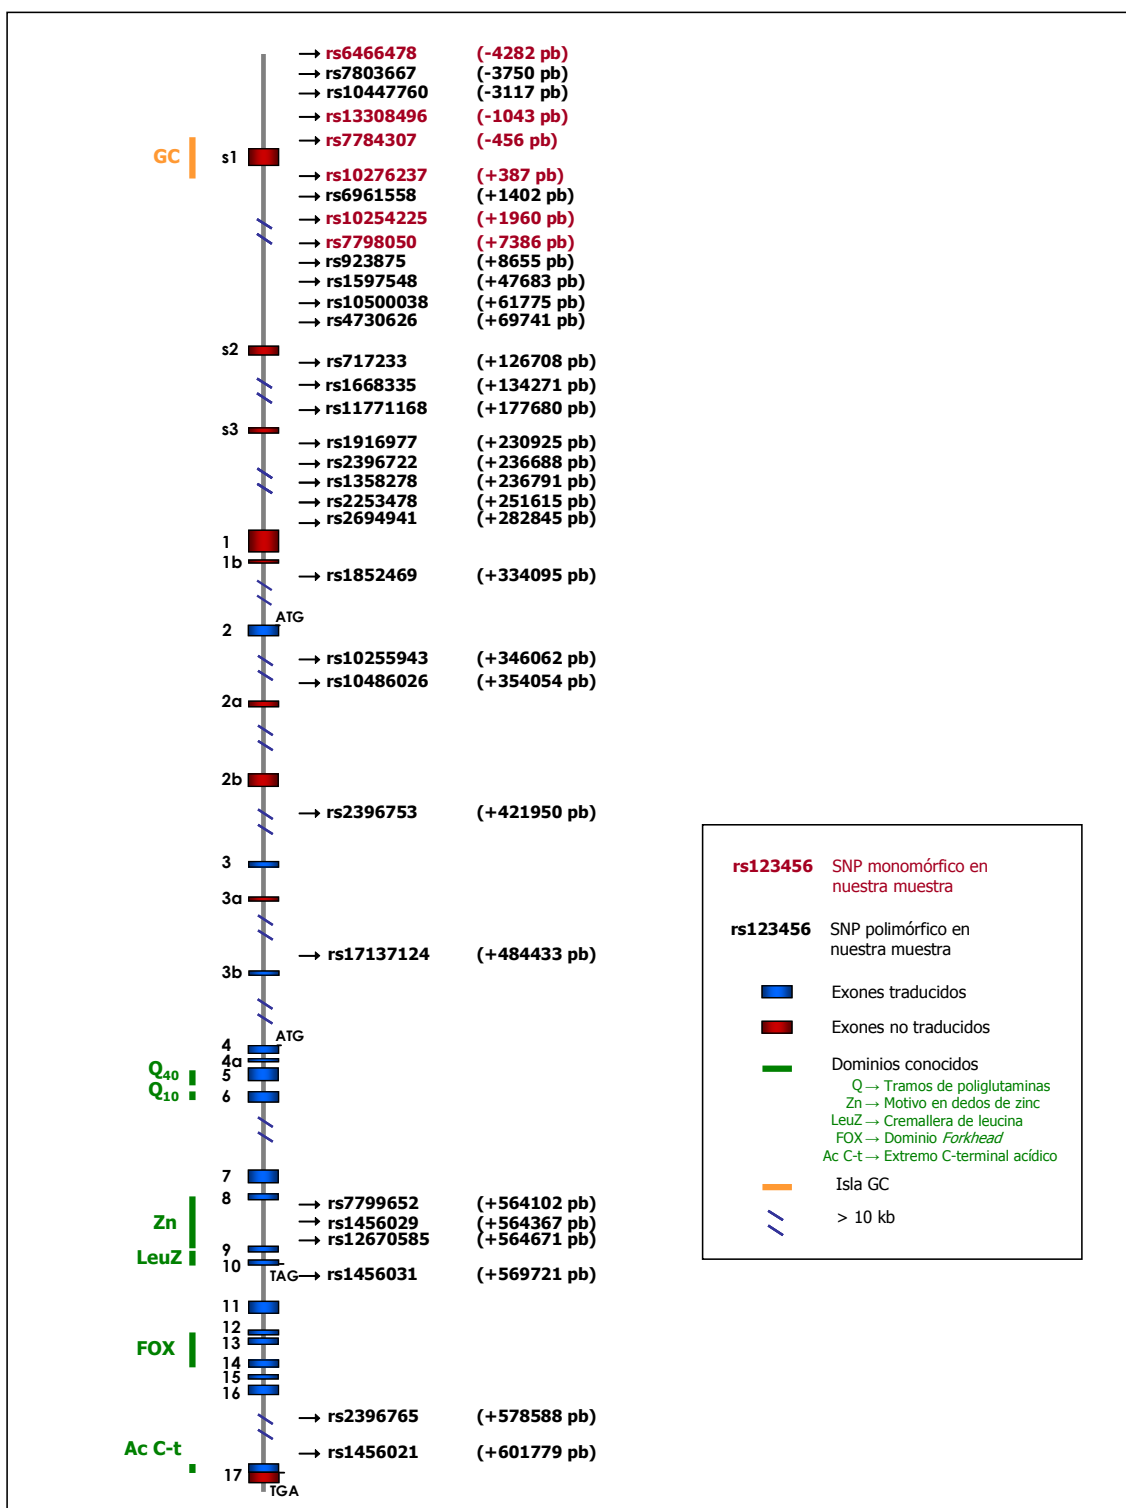 rs6466478 (-4282 pb)
rs7803667 (-3750 pb)
rs10447760 (-3117 pb)
rs13308496 (-1043 pb)
rs7784307 (-456 pb)
GC s1
rs10276237 (+387 pb)
rs6961558 (+1402 pb)
rs10254225 (+1960 pb)
rs7798050 (+7386 pb)
rs923875 (+8655 pb)
rs1597548 (+47683 pb)
rs10500038 (+61775 pb)
rs4730626 (+69741 pb)
s2
rs717233 (+126708 pb)
rs1668335 (+134271 pb)
rs11771168 (+177680 pb)
s3
rs1916977 (+230925 pb)
rs2396722 (+236688 pb)
rs1358278 (+236791 pb)
rs2253478 (+251615 pb)
rs2694941 (+282845 pb)
1
1b
rs1852469 (+334095 pb)
ATG
2
rs10255943 (+346062 pb)
rs10486026 (+354054 pb)
2a
2b
rs2396753 (+421950 pb)
3
3a
rs17137124 (+484433 pb)
3b
ATG
4
4a
Q40 5
Q10 6
7
8
rs7799652 (+564102 pb)
Zn rs1456029 (+564367 pb)
rs12670585 (+564671 pb)
9
LeuZ 10
TAG rs1456031 (+569721 pb)
11
12
13
FOX
14
15
16
rs2396765 (+578588 pb)
Ac C-t rs1456021 (+601779 pb)
17
TGA
rs123456 SNP monomórfico en
nuestra muestra
rs123456 SNP polimórfico en
nuestra muestra
Exones traducidos
Exones no traducidos
Dominios conocidos
Q → Tramos de poliglutaminas
Zn → Motivo en dedos de zinc
LeuZ → Cremallera de leucina
FOX → Dominio Forkhead
Ac C-t → Extremo C-terminal acídico
Isla GC
> 10 kb